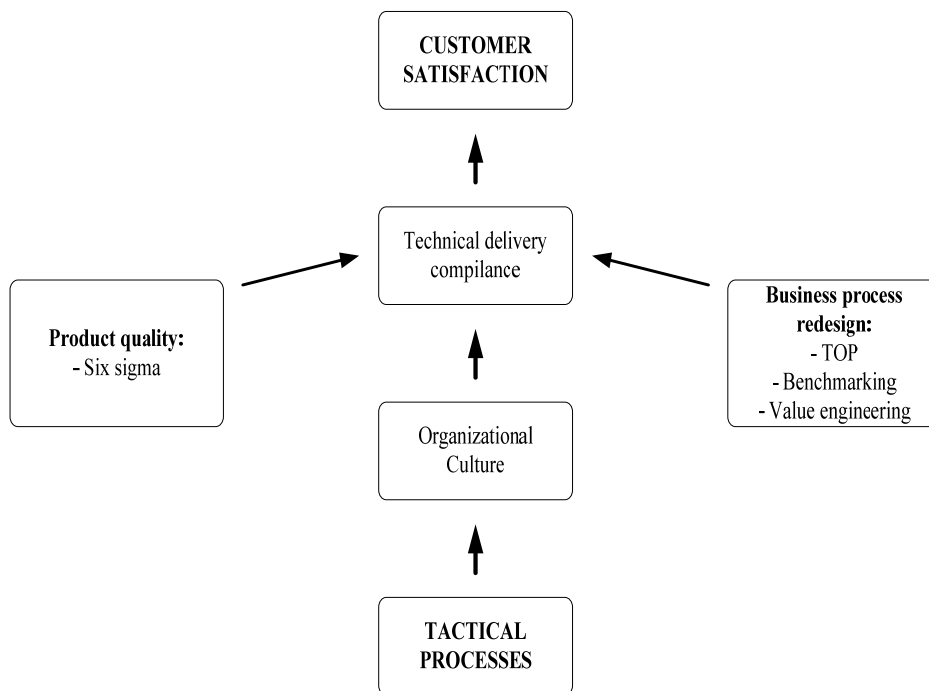 CUSTOMER
SATISFACTION
Technical delivery
compilance
Product quality:
- Six sigma
Business process
redesign:
- TOP
- Benchmarking
- Value engineering
Organizational
Culture
TACTICAL
PROCESSES